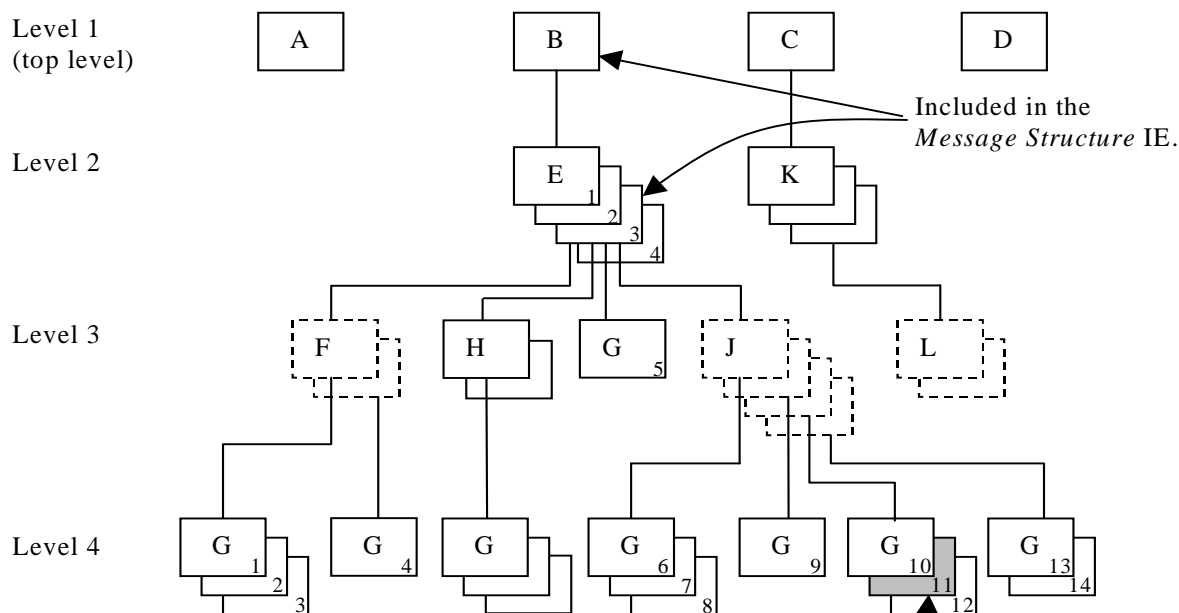 Level 1
(top level)
A
B
C
D
Included in the
Message Structure IE.
Level 2
E
1
2
3
4
K
Level 3
F
H
G
5
J
L
Level 4
G
1
2
3
G
4
G
G
6
7
8
G
9
G
10
11
12
G
13
14